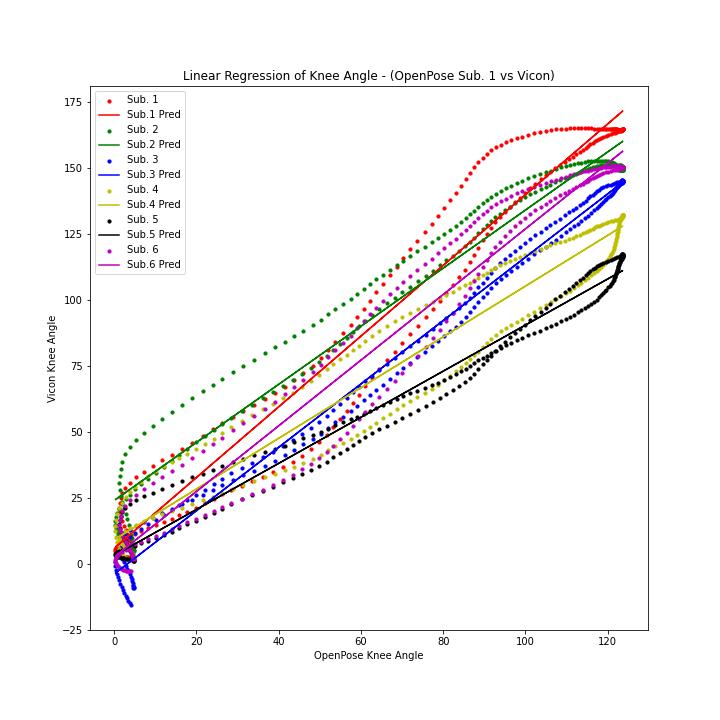 Linear Regression of Knee Angle - (OpenPose Sub. 1 vs Vicon)
Sub. 1
Sub.1 Pred
Sub. 2
Sub.2 Pred
Sub. 3
Sub.3 Pred
Sub. 4
Sub.4 Pred
Sub. 5
Sub.5 Pred
Sub. 6
Sub.6 Pred
175
150
125
100
75
50
25
0
−25
Vicon Knee Angle
0 20 40 60 80 100 120
OpenPose Knee Angle